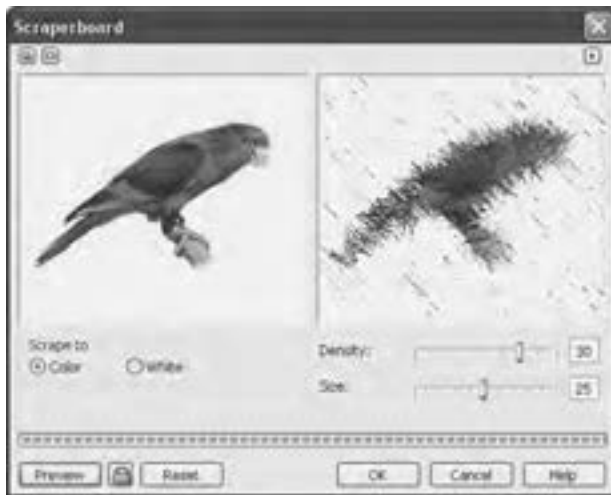 Scraperboard
Scrape to
Color White
Density: 30
Size: 25
Preview Reset OK Cancel Help